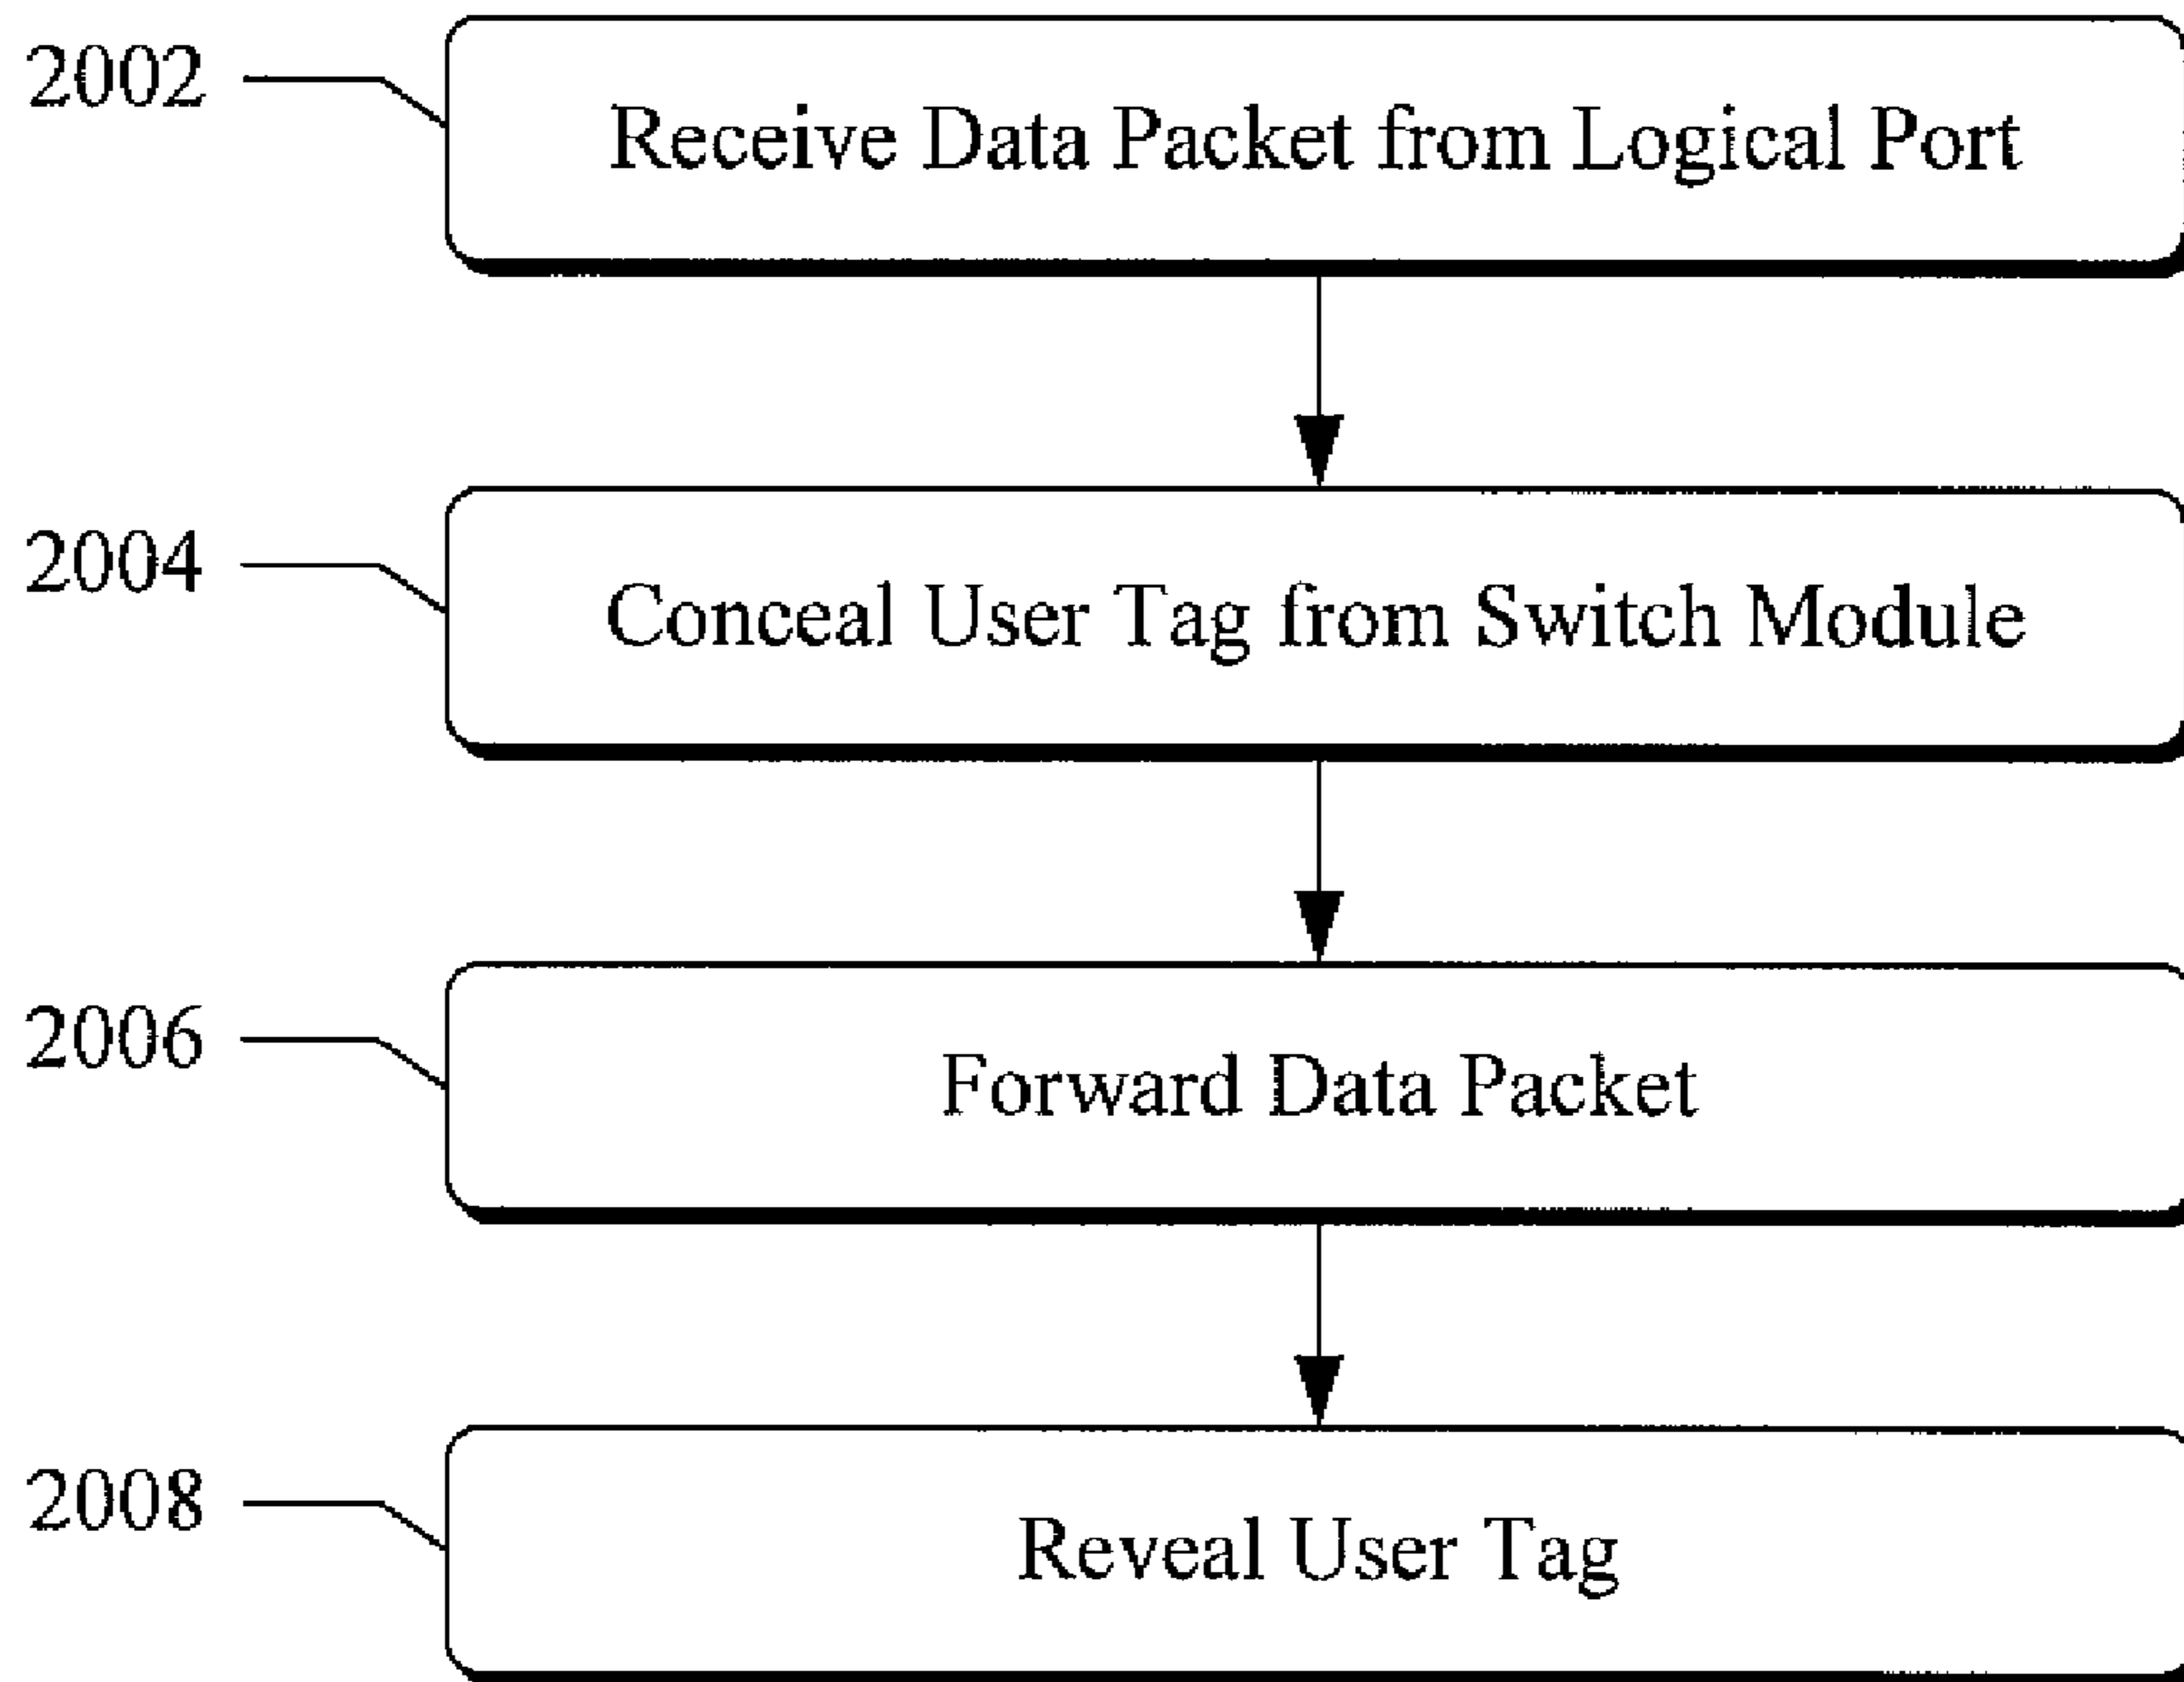 2002
Receive Data Packet from Logical Port
2004
Conceal User Tag from Switch Module
2006
Forward Data Packet
2008
Reveal User Tag